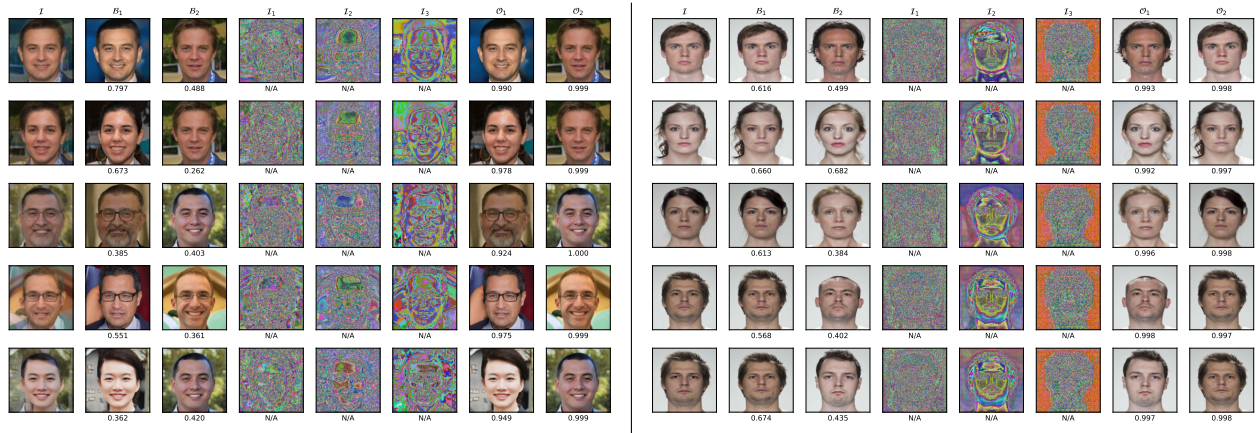 I B₁ B₂ I₁ I₂ I₃ O₁ O₂
0.797 0.488 N/A N/A N/A 0.990 0.999
0.673 0.262 N/A N/A N/A 0.978 0.999
0.385 0.403 N/A N/A N/A 0.924 1.000
0.551 0.361 N/A N/A N/A 0.975 0.999
0.362 0.420 N/A N/A N/A 0.949 0.999
I B₁ B₂ I₁ I₂ I₃ O₁ O₂
0.616 0.499 N/A N/A N/A 0.993 0.998
0.660 0.682 N/A N/A N/A 0.992 0.997
0.613 0.384 N/A N/A N/A 0.996 0.998
0.568 0.402 N/A N/A N/A 0.998 0.997
0.674 0.435 N/A N/A N/A 0.997 0.998